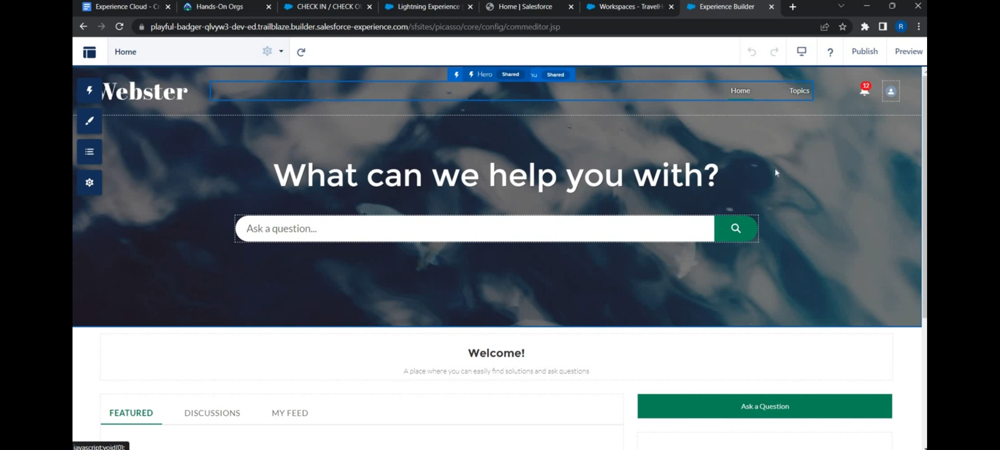 Experience Cloud - Cr
Hands-On Orgs
CHECK IN / CHECK O
Lightning Experience
Home | Salesforce
Workspaces - TravelH
Experience Builder
playful-badger-qlvyw3-dev-ed.trailblaze.builder.salesforce-experience.com/sfsites/picasso/core/config/commeditor.jsp
R
Home
?
Publish
Preview
Hero
Shared
nu
Shared
Webster
Home
Topics
12
What can we help you with?
Ask a question...
Welcome!
A place where you can easily find solutions and ask questions
FEATURED
DISCUSSIONS
MY FEED
Ask a Question
javascript:void(0);